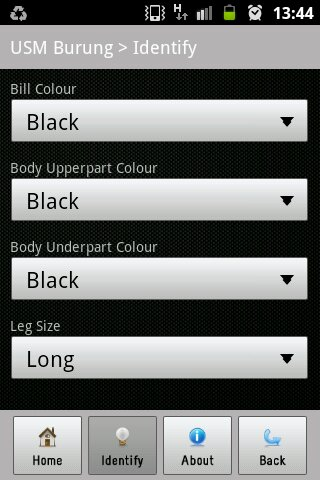 H
13:44
USM Burung > Identify
Bill Colour
Black
Body Upperpart Colour
Black
Body Underpart Colour
Black
Leg Size
Long
Home
Identify
About
Back